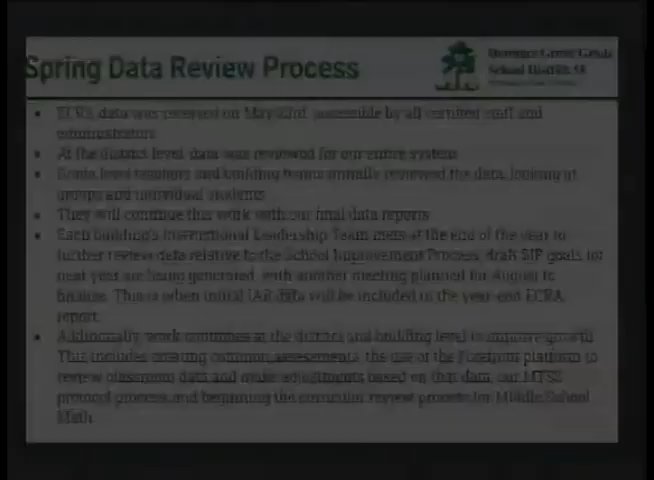 Spring Data Review Process
Downers Grove Grade
School District 58
ECRA data was received on May 23rd, accessible by all certified staff and
administrators
At the district level data was reviewed for our entire system
Grade level teachers and building teams initially reviewed the data, looking at
groups and individual students
They will continue this work with our final data reports
Each building's Instructional Leadership Team meets at the end of the year to
further review data relative to the School Improvement Process, draft SIP goals for
next year are being generated, with another meeting planned for August to
finalize. This is when initial IAR data will be included in the year-end ECRA
report.
Additionally, work continues at the district and building level to improve growth.
This includes creating common assessments, the use of the Forefront platform to
review classroom data and make adjustments based on that data, our MTSS
protocol process, and beginning the curricular review process for Middle School
Math